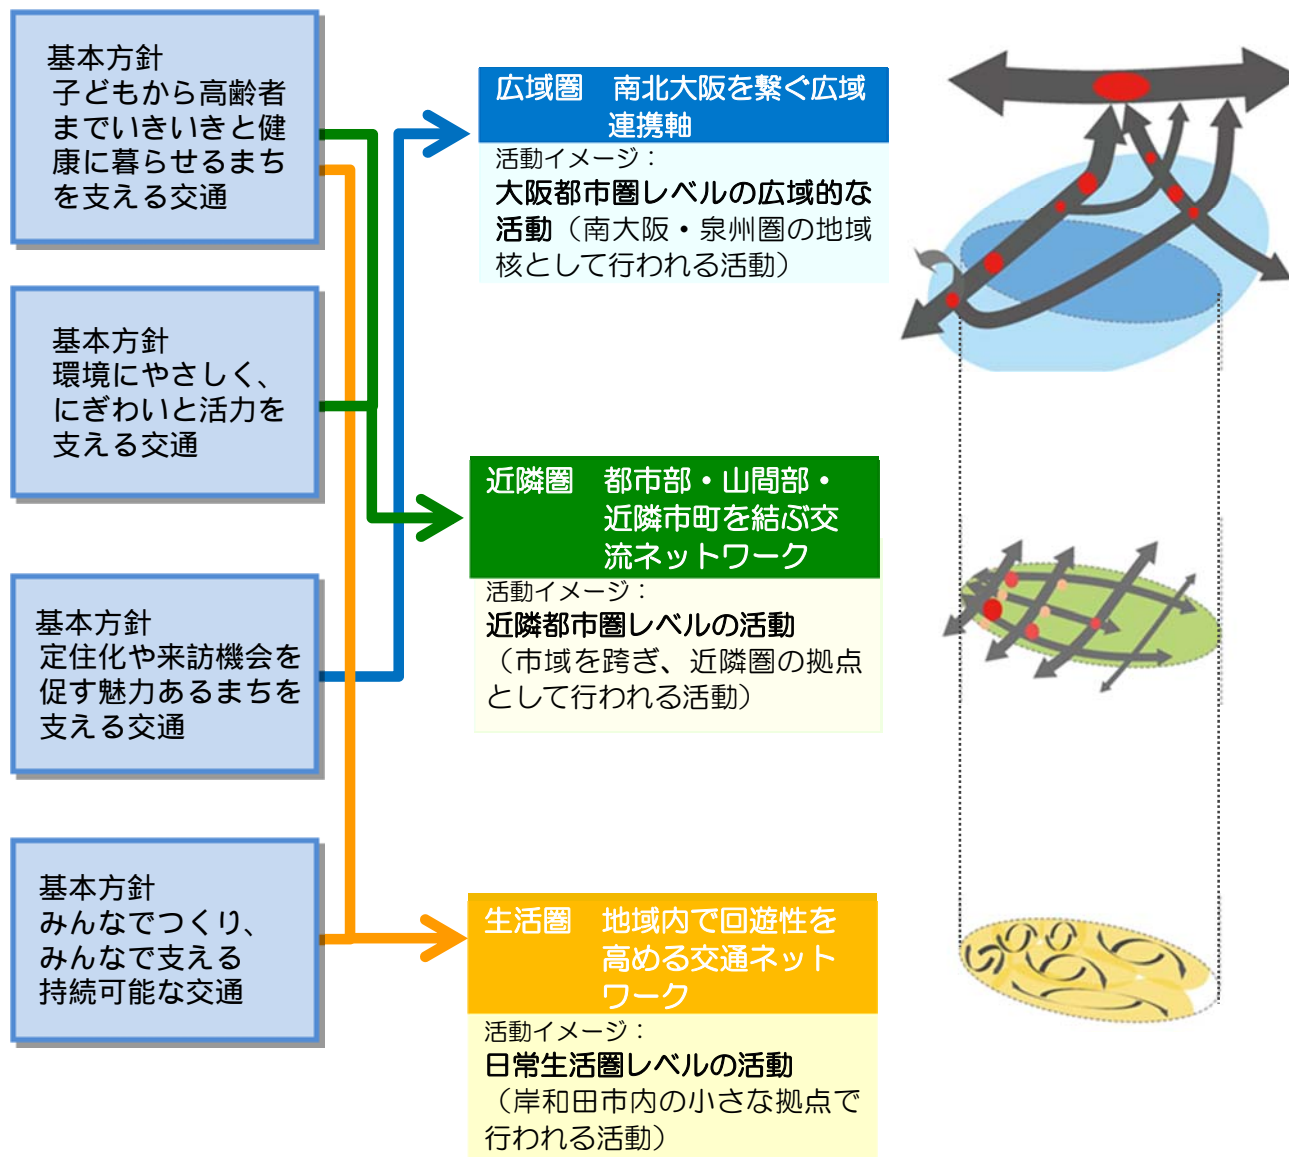 基本方針
子どもから高齢者
までいきいきと健
康に暮らせるまち
を支える交通
基本方針
環境にやさしく、
にぎわいと活力を
支える交通
基本方針
定住化や来訪機会を
促す魅力あるまちを
支える交通
基本方針
みんなでつくり、
みんなで支える
持続可能な交通
広域圏　南北大阪を繋ぐ広域
連携軸
活動イメージ：
大阪都市圏レベルの広域的な
活動（南大阪・泉州圏の地域
核として行われる活動）
近隣圏　都市部・山間部・
近隣市町を結ぶ交
流ネットワーク
活動イメージ：
近隣都市圏レベルの活動
（市域を跨ぎ、近隣圏の拠点
として行われる活動）
生活圏　地域内で回遊性を
高める交通ネット
ワーク
活動イメージ：
日常生活圏レベルの活動
（岸和田市内の小さな拠点で
行われる活動）